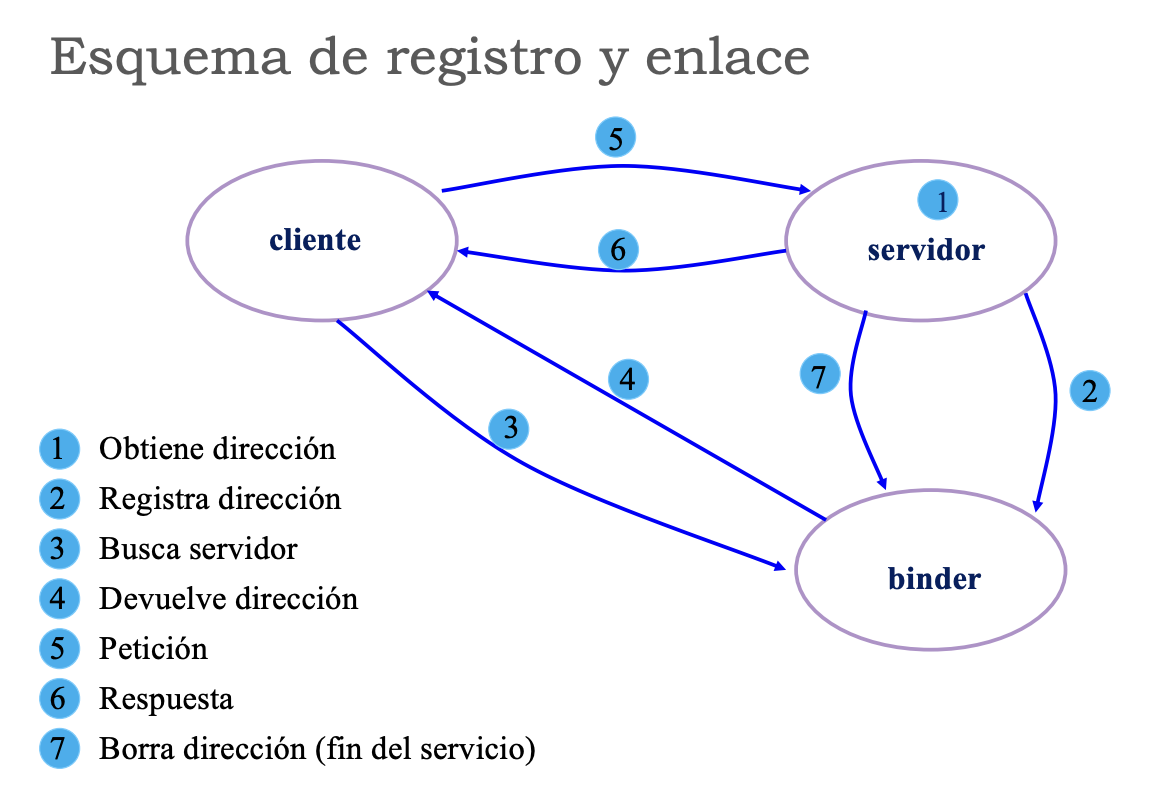 Esquema de registro y enlace
5
1
cliente
6
servidor
7
4
2
3
1 Obtiene dirección
2 Registra dirección
3 Busca servidor
4 Devuelve dirección
5 Petición
6 Respuesta
7 Borra dirección (fin del servicio)
binder